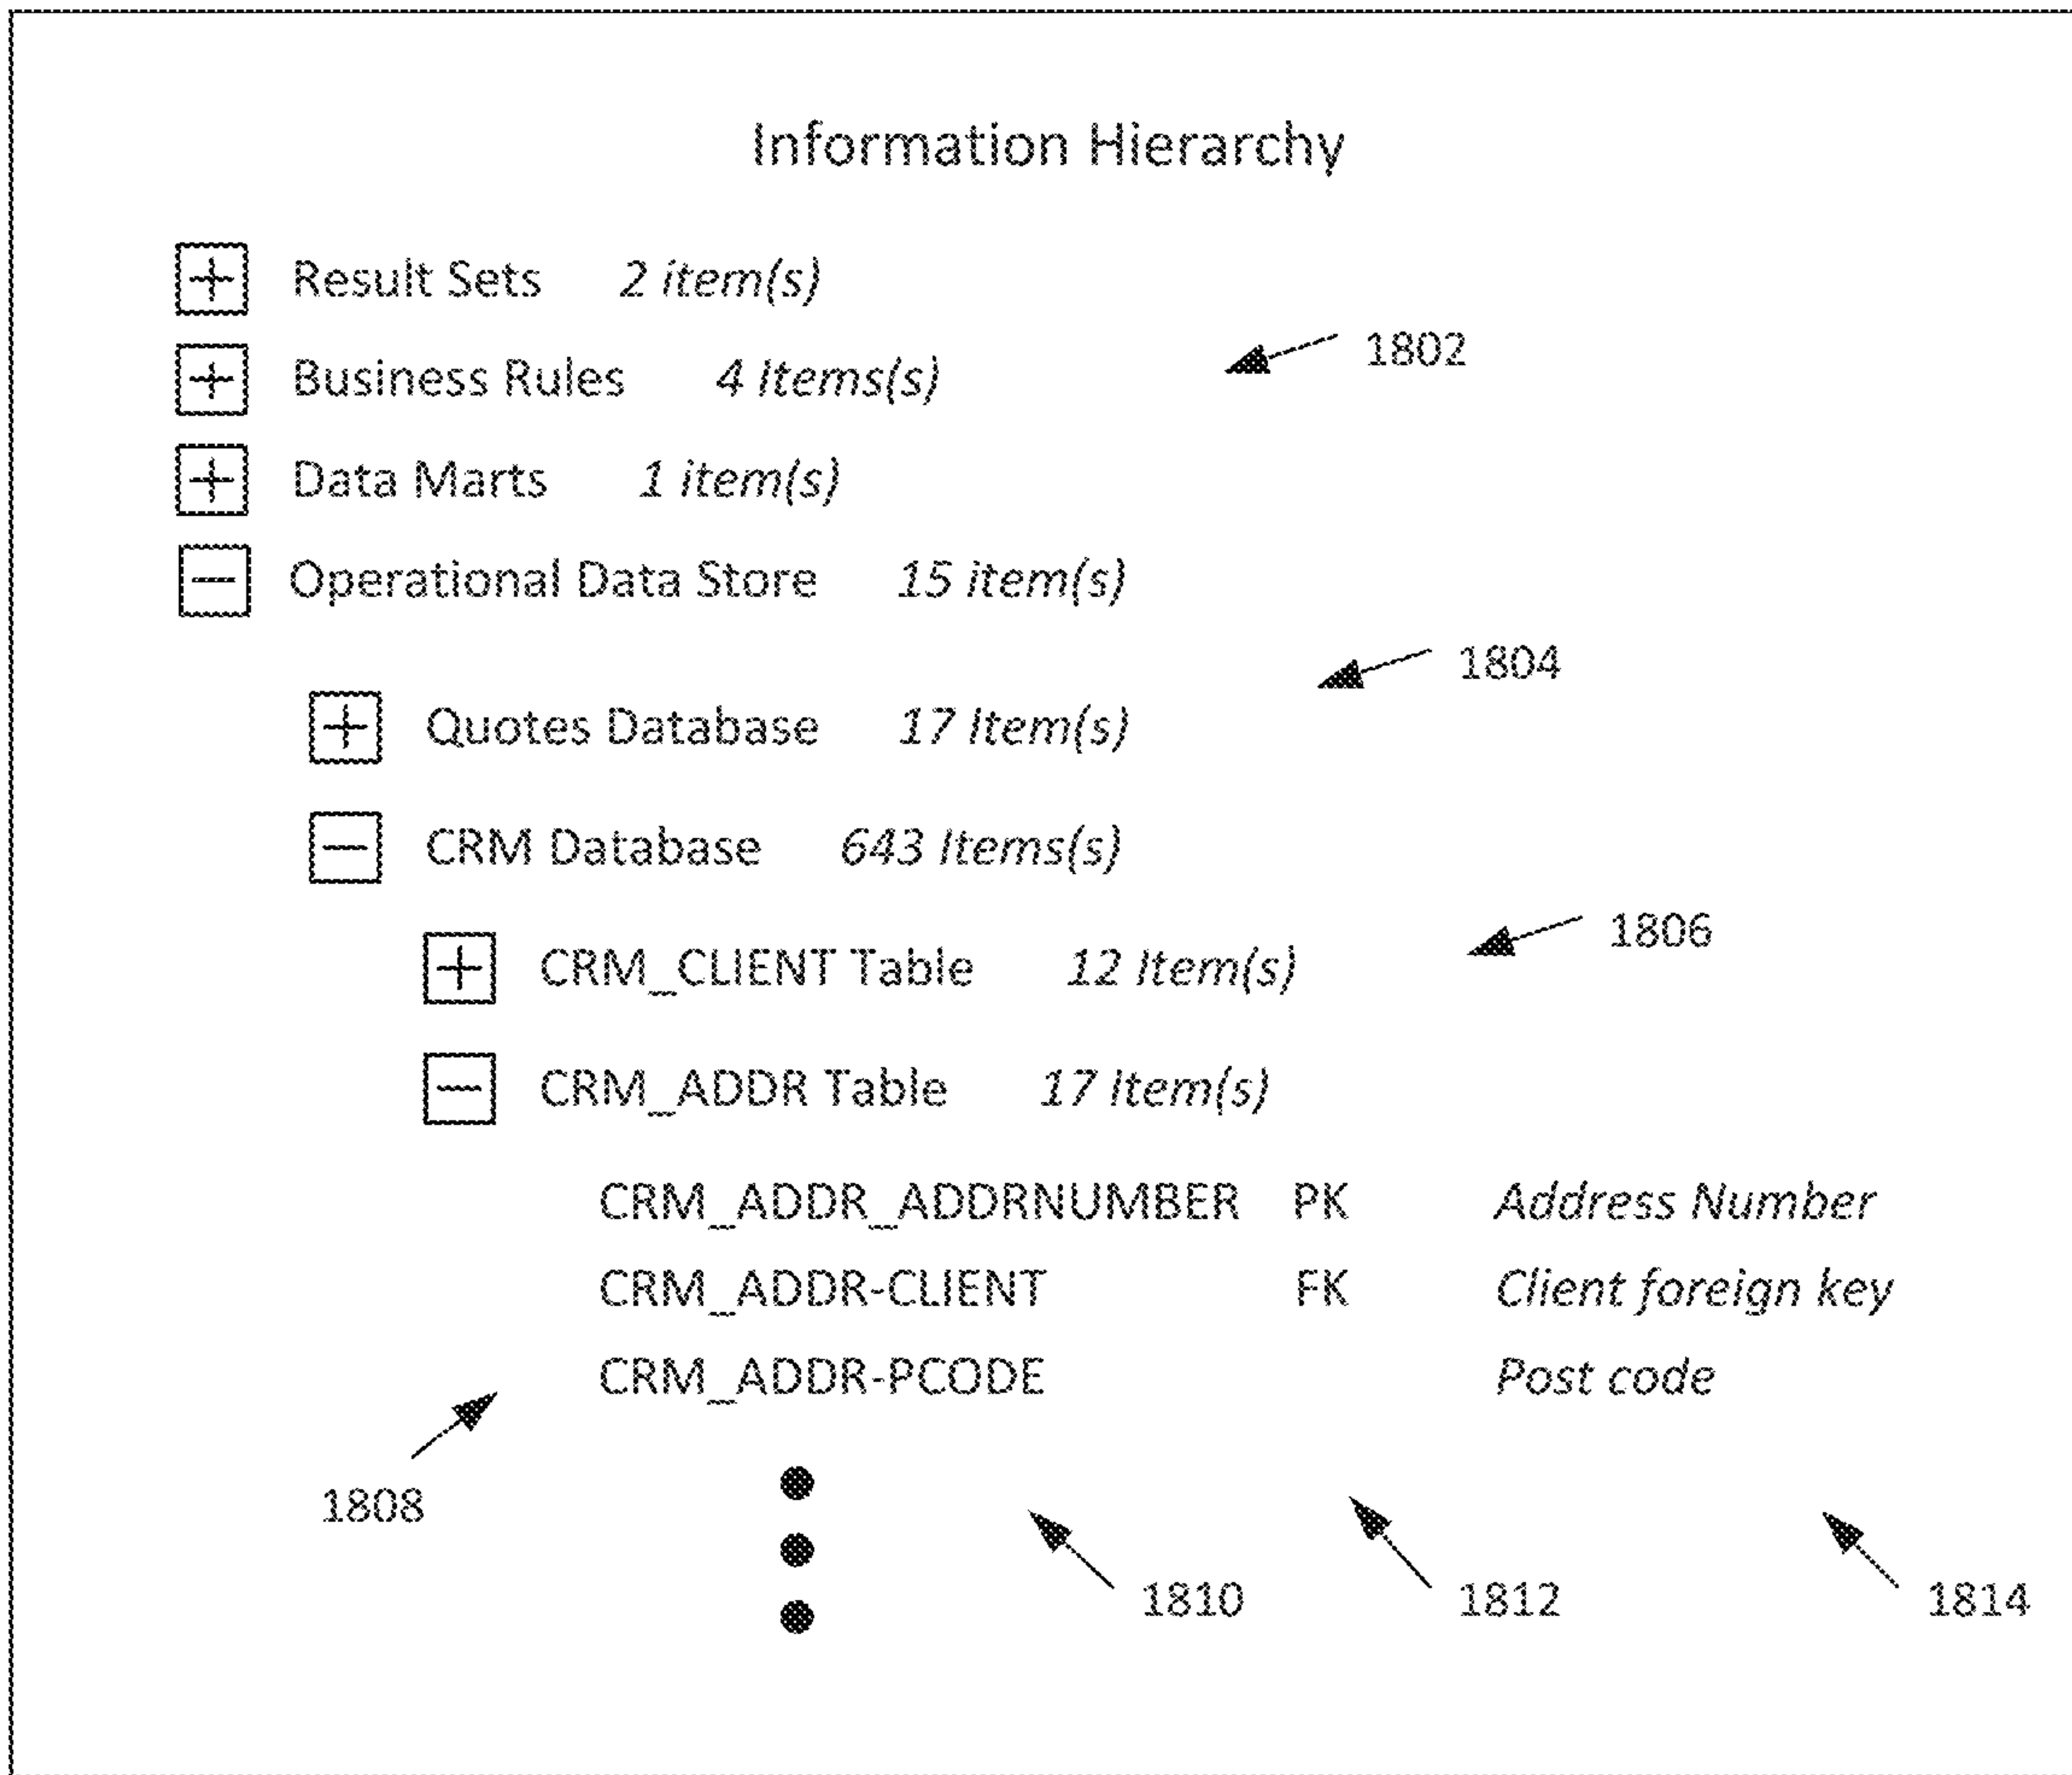 Information Hierarchy
+ Result Sets 2 item(s)
1802
+ Business Rules 4 Items(s)
+ Data Marts 1 item(s)
— Operational Data Store 15 item(s)
1804
+ Quotes Database 17 Item(s)
— CRM Database 643 Items(s)
1806
+ CRM_CLIENT Table 12 Item(s)
— CRM_ADDR Table 17 Item(s)
CRM_ADDR_ADDRNUMBER PK Address Number
CRM_ADDR-CLIENT FK Client foreign key
CRM_ADDR-PCODE Post code
1808
1810 1812 1814